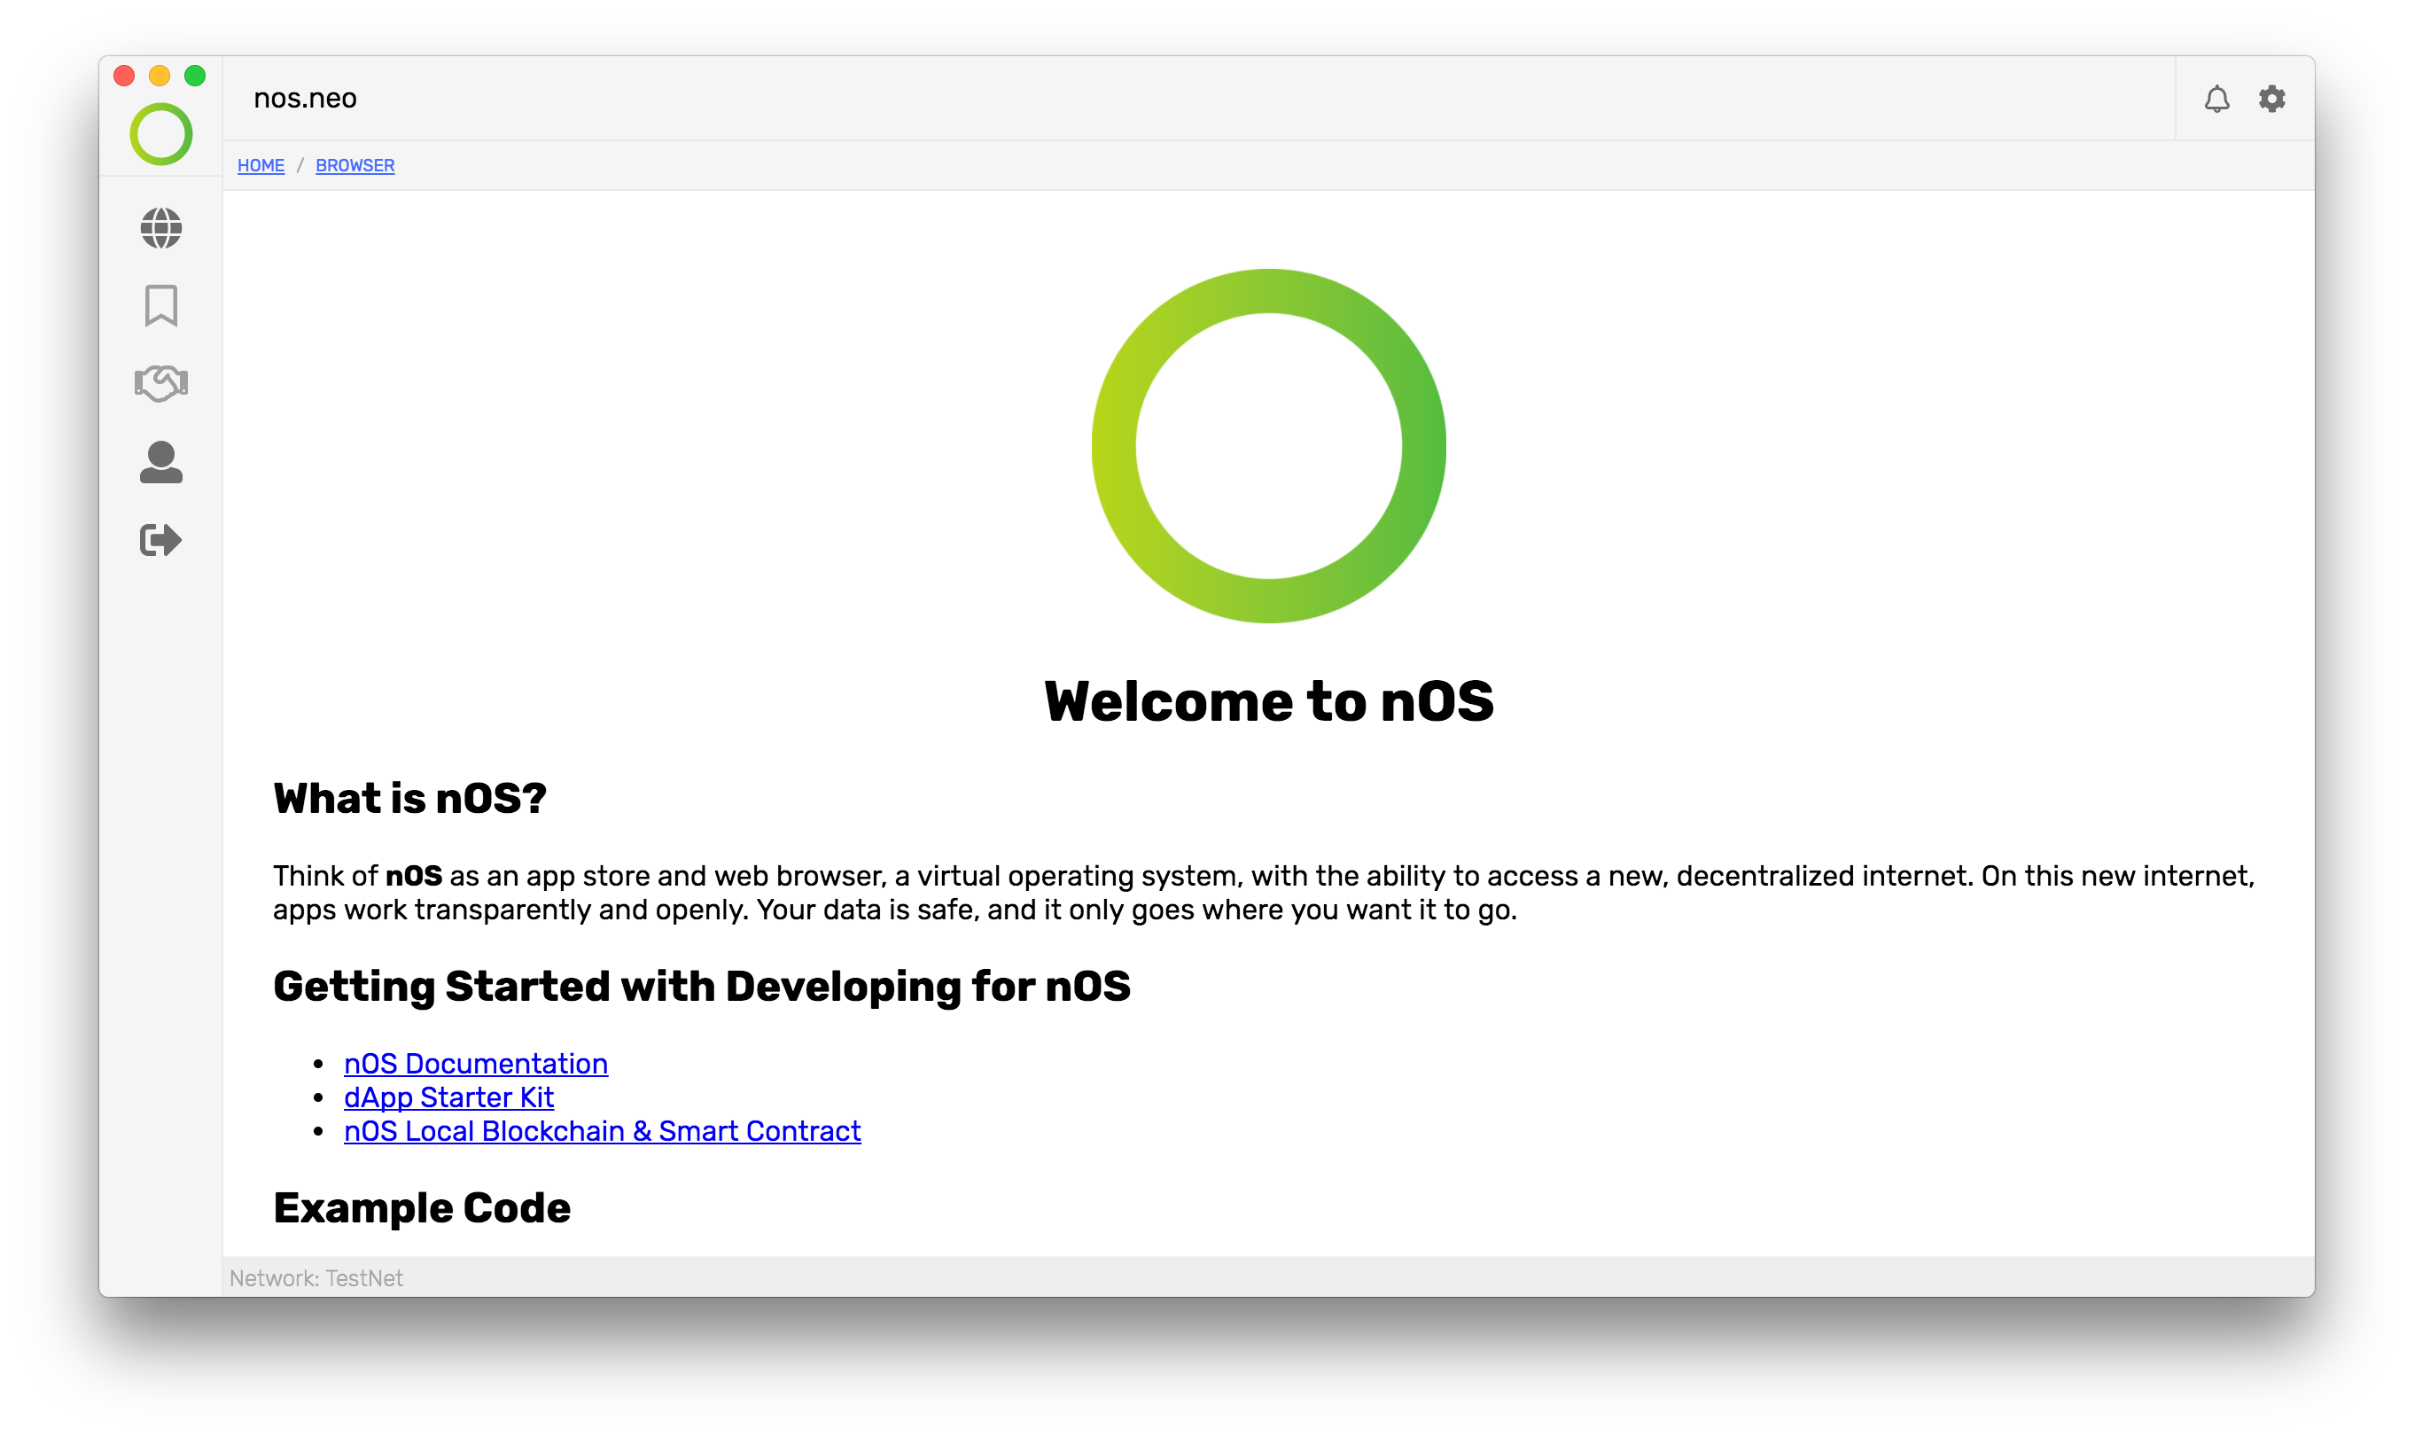 nos.neo
HOME / BROWSER
Welcome to nOS
What is nOS?
Think of nOS as an app store and web browser, a virtual operating system, with the ability to access a new, decentralized internet. On this new internet,
apps work transparently and openly. Your data is safe, and it only goes where you want it to go.
Getting Started with Developing for nOS
• nOS Documentation
• dApp Starter Kit
• nOS Local Blockchain & Smart Contract
Example Code
Network: TestNet